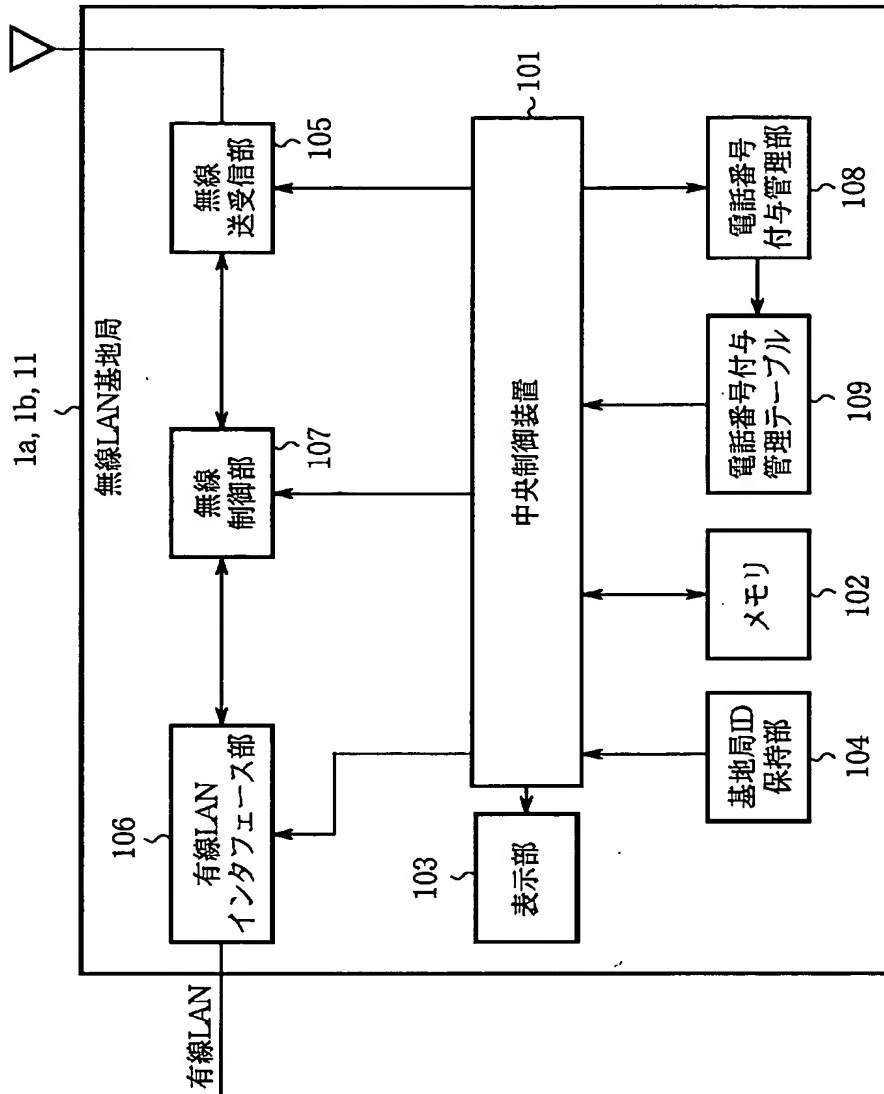 1a, 1b, 11
無線LAN基地局
有線LAN
106
有線LAN
インタフェース部
無線
制御部
107
無線
送受信部
105
中央制御装置
101
103
表示部
基地局ID
保持部
104
メモリ
102
電話番号付与
管理テーブル
109
電話番号
付与管理部
108